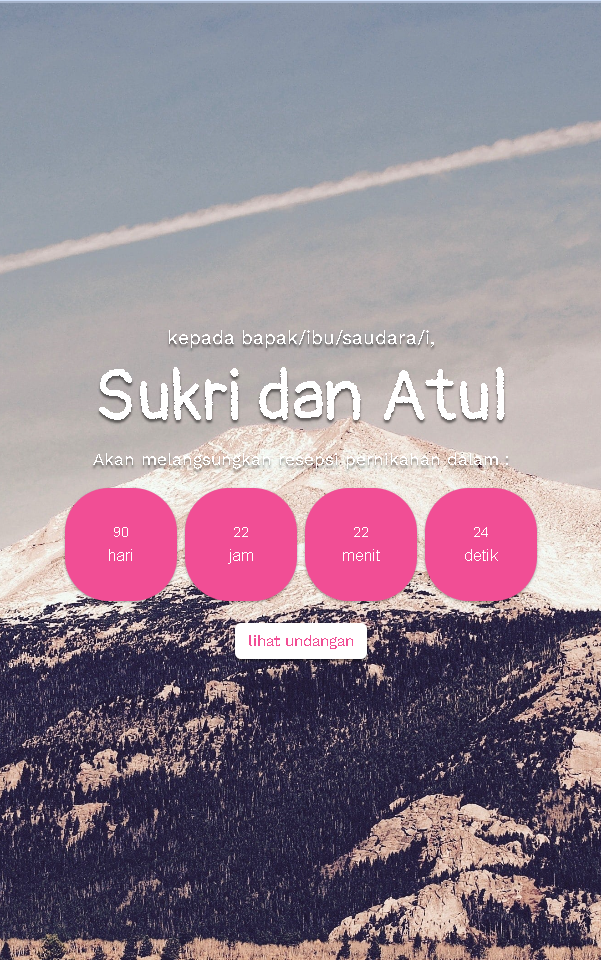 kepada bapak/ibu/saudara/i,
Sukri dan Atul
Akan melangsungkan resepsi pernikahan dalam.:
90 22 22 24
hari jam menit detik
lihat undangan